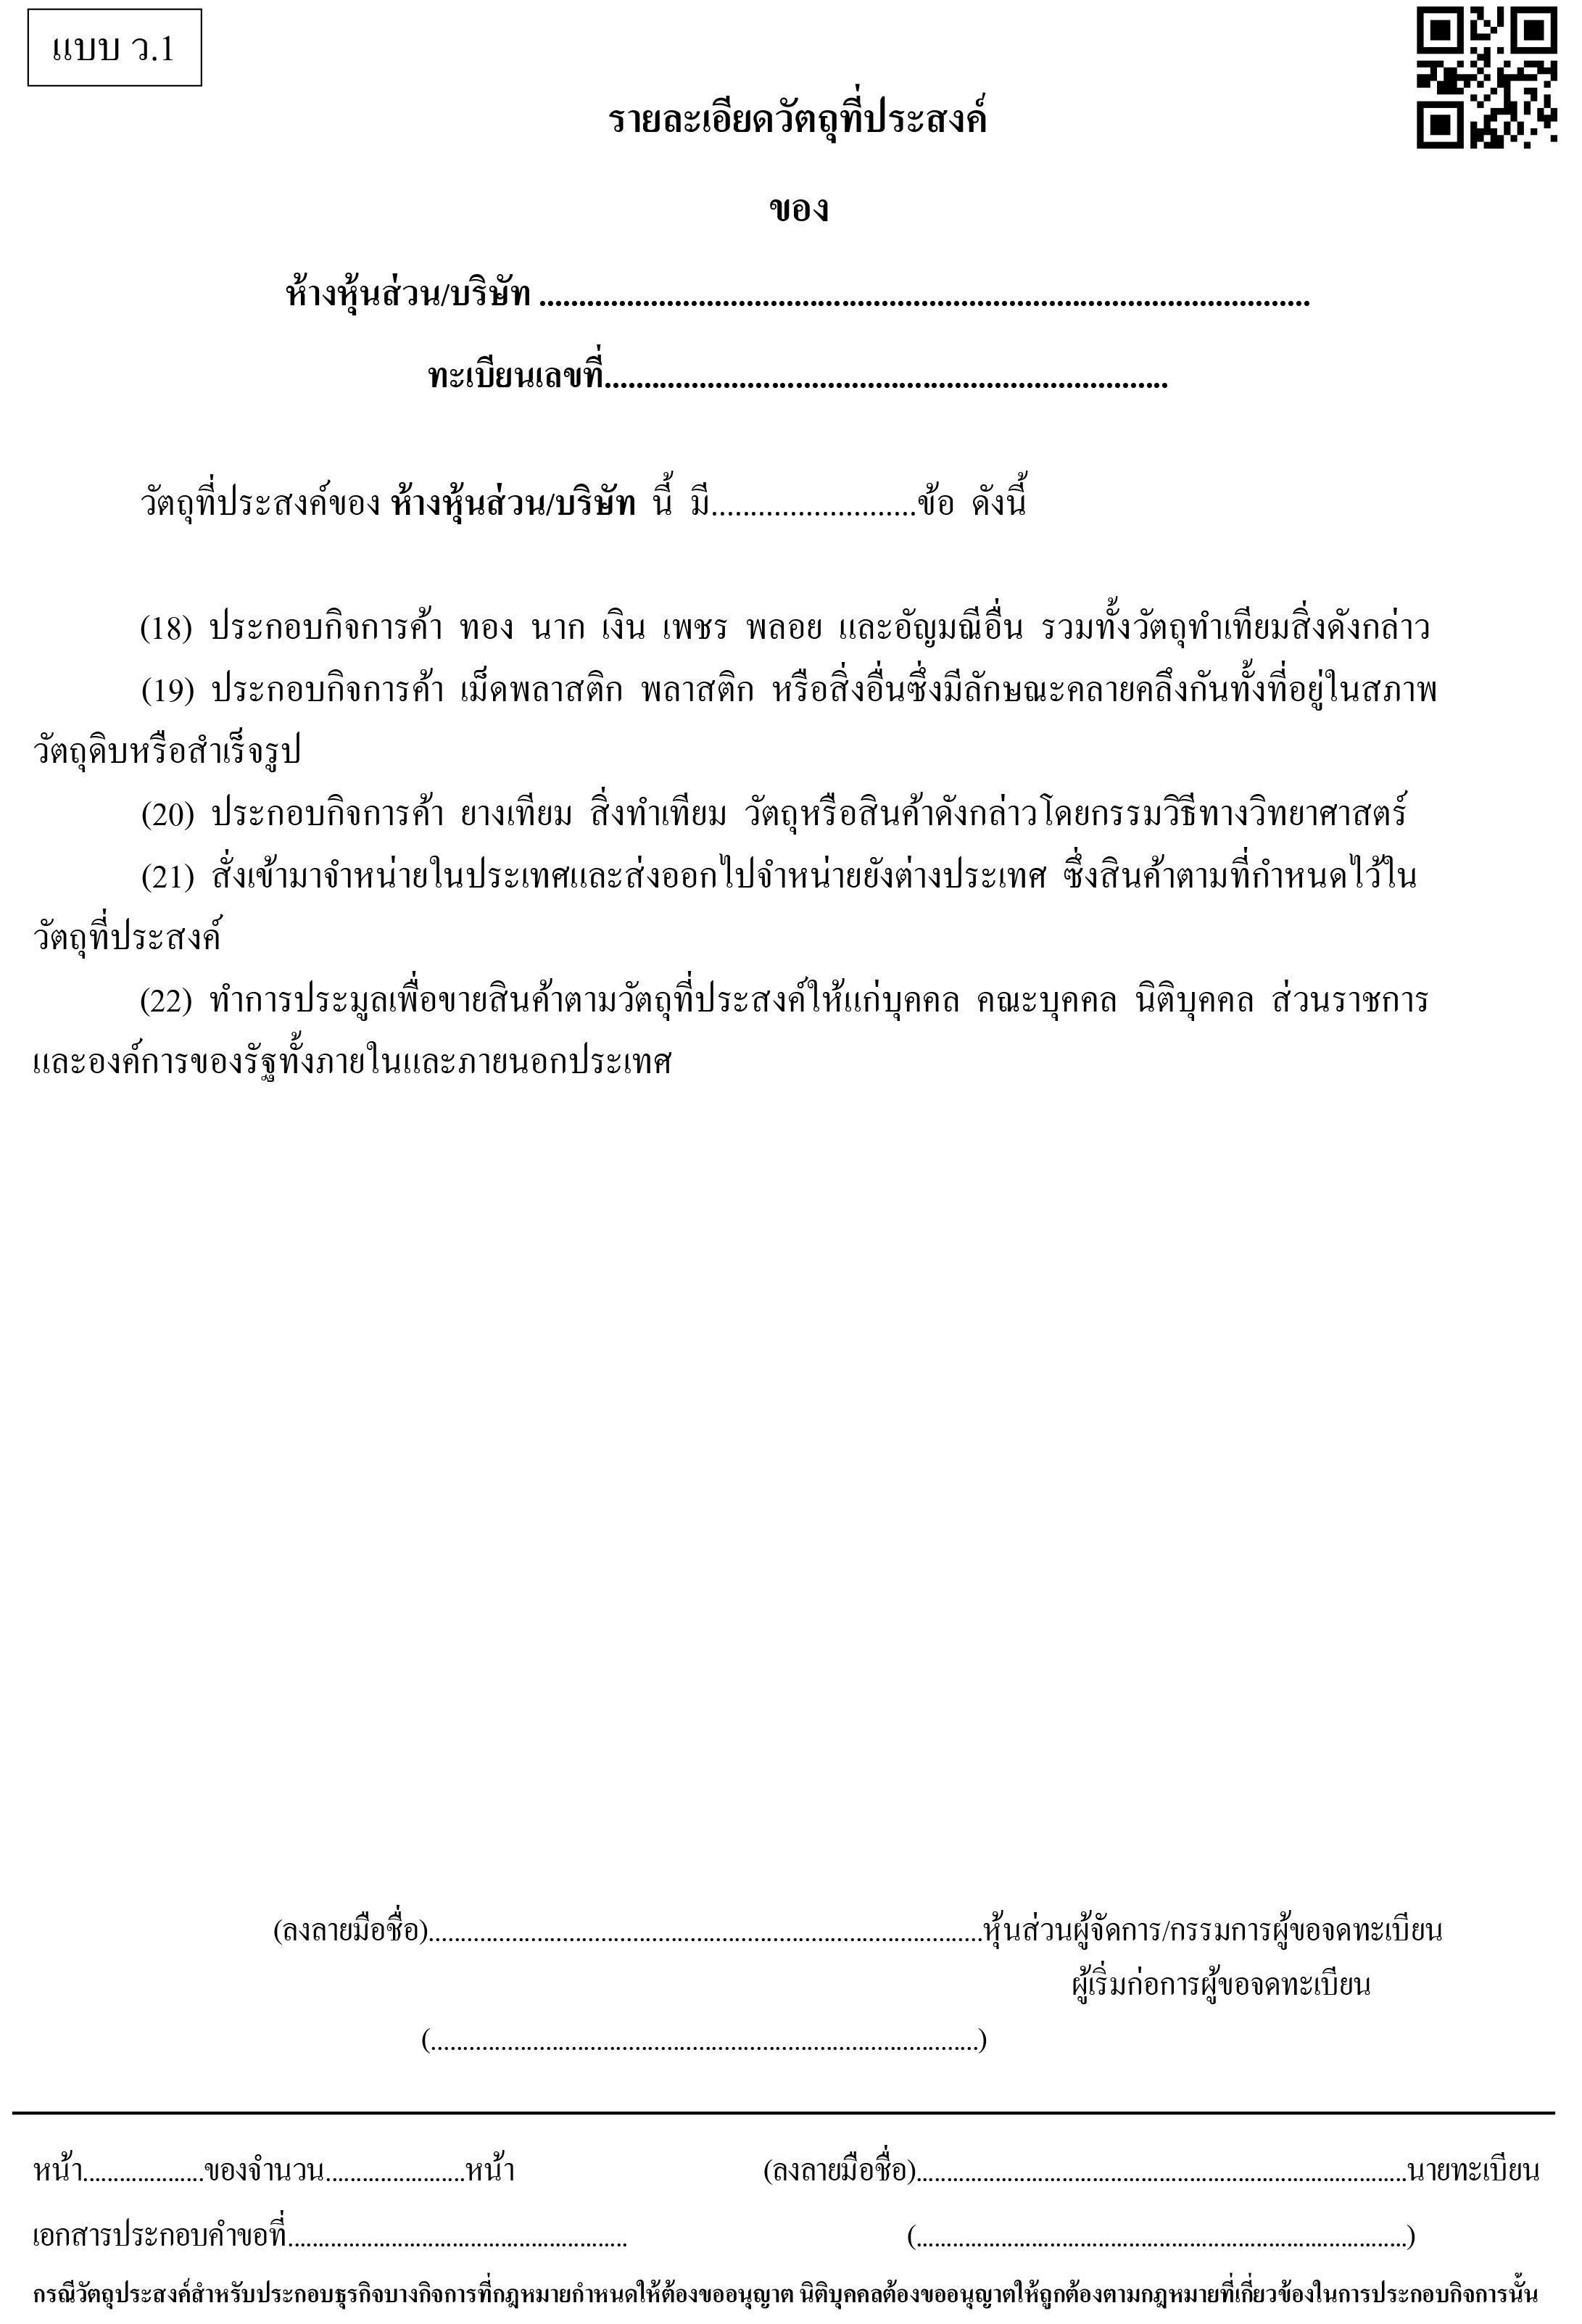 แบบ ว.1
รายละเอียดวัตถุที่ประสงค์
ของ
ห้างหุ้นส่วน/บริษัท ................................................................................................
ทะเบียนเลขที่......................................................................
วัตถุที่ประสงค์ของ ห้างหุ้นส่วน/บริษัท นี้ มี..........................ข้อ ดังนี้
(18) ประกอบกิจการค้า ทอง นาก เงิน เพชร พลอย และอัญมณีอื่น รวมทั้งวัตถุทำเทียมสิ่งดังกล่าว
(19) ประกอบกิจการค้า เม็ดพลาสติก พลาสติก หรือสิ่งอื่นซึ่งมีลักษณะคลายคลึงกันทั้งที่อยู่ในสภาพ
วัตถุดิบหรือสำเร็จรูป
(20) ประกอบกิจการค้า ยางเทียม สิ่งทำเทียม วัตถุหรือสินค้าดังกล่าวโดยกรรมวิธีทางวิทยาศาสตร์
(21) สั่งเข้ามาจำหน่ายในประเทศและส่งออกไปจำหน่ายยังต่างประเทศ ซึ่งสินค้าตามที่กำหนดไว้ใน
วัตถุที่ประสงค์
(22) ทำการประมูลเพื่อขายสินค้าตามวัตถุที่ประสงค์ให้แก่บุคคล คณะบุคคล นิติบุคคล ส่วนราชการ
และองค์การของรัฐทั้งภายในและภายนอกประเทศ
(ลงลายมือชื่อ)......................................................................................หุ้นส่วนผู้จัดการ/กรรมการผู้ขอจดทะเบียน
ผู้เริ่มก่อการผู้ขอจดทะเบียน
(.....................................................................................)
หน้า....................ของจำนวน.......................หน้า (ลงลายมือชื่อ)................................................................................นายทะเบียน
เอกสารประกอบคำขอที่........................................................ (................................................................................)
กรณีวัตถุประสงค์สำหรับประกอบธุรกิจบางกิจการที่กฎหมายกำหนดให้ต้องขออนุญาต นิติบุคคลต้องขออนุญาตให้ถูกต้องตามกฎหมายที่เกี่ยวข้องในการประกอบกิจการนั้น